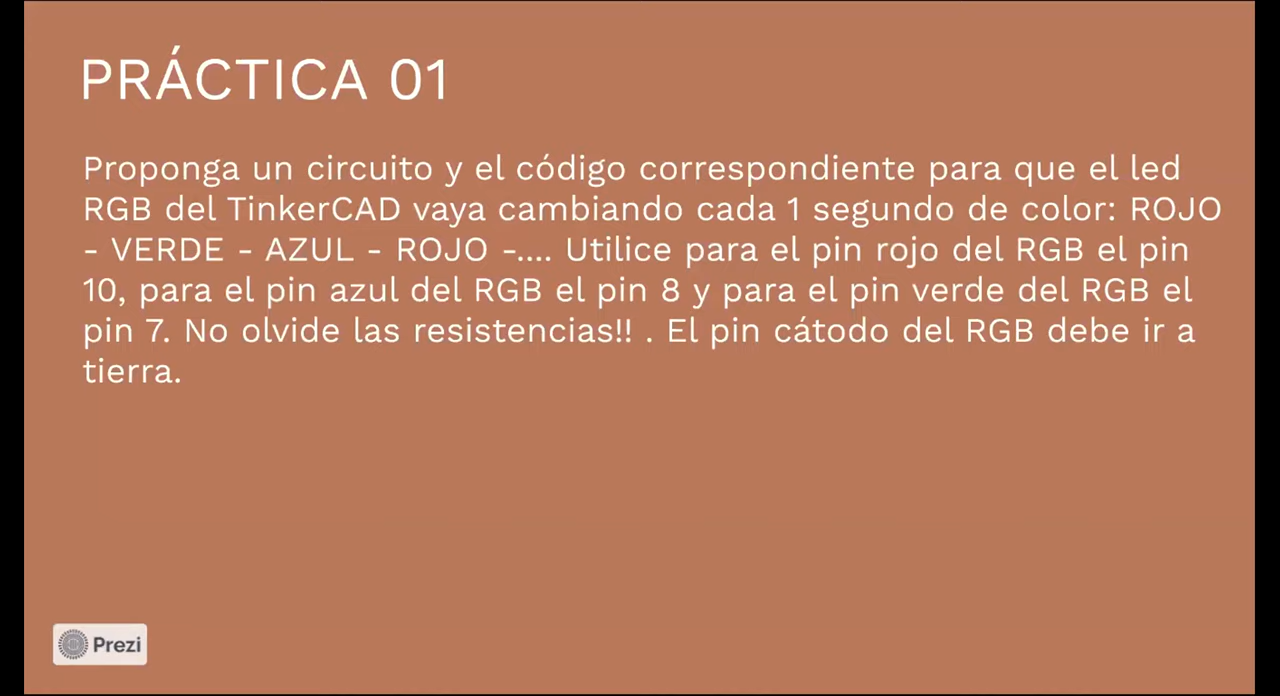 PRÁCTICA 01
Proponga un circuito y el código correspondiente para que el led
RGB del TinkerCAD vaya cambiando cada 1 segundo de color: ROJO
- VERDE - AZUL - ROJO -.... Utilice para el pin rojo del RGB el pin
10, para el pin azul del RGB el pin 8 y para el pin verde del RGB el
pin 7. No olvide las resistencias!! . El pin cátodo del RGB debe ir a
tierra.
Prezi